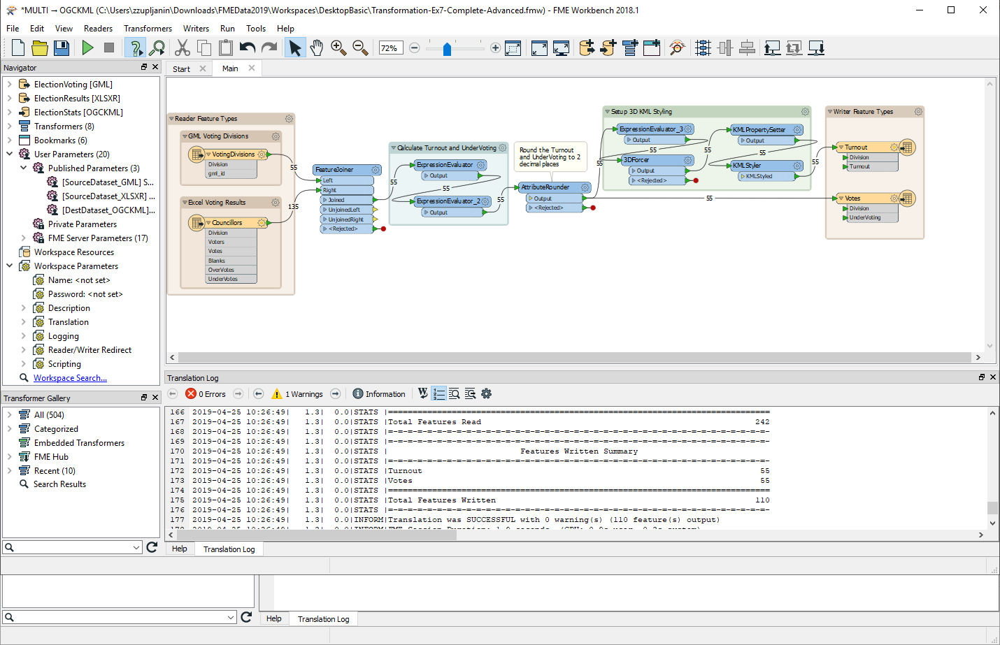 *MULTI → OGCKML (C:\Users\zzupljanin\Downloads\FMEData2019\Workspaces\DesktopBasic\Transformation-Ex7-Complete-Advanced.fmw) - FME Workbench 2018.1
File Edit View Readers Transformers Writers Run Tools Help
72%
Navigator
ElectionVoting [GML]
ElectionResults [XLSXR]
ElectionStats [OGCKML]
Transformers (8)
Bookmarks (6)
User Parameters (20)
Published Parameters (3)
[SourceDataset_GML] S...
[SourceDataset_XLSXR] ...
[DestDataset_OGCKML]...
Private Parameters
FME Server Parameters (17)
Workspace Resources
Workspace Parameters
Name: <not set>
Password: <not set>
Description
Translation
Logging
Reader/Writer Redirect
Scripting
Workspace Search...
Transformer Gallery
All (504)
Categorized
Embedded Transformers
FME Hub
Recent (10)
Search Results
Start Main
Reader Feature Types
GML Voting Divisions
VotingDivisions
Division
gml_id
55
Excel Voting Results
Councillors
Division
Voters
Votes
Blanks
OverVotes
UnderVotes
135
FeatureJoiner
Left
Right
Joined
UnjoinedLeft
UnjoinedRight
<Rejected>
55
Calculate Turnout and UnderVoting
ExpressionEvaluator
Output
55
ExpressionEvaluator_2
Output
55
Round the Turnout
and UnderVoting to 2
decimal places
AttributeRounder
Output
<Rejected>
55
55
Setup 3D KML Styling
ExpressionEvaluator_3
Output
55
3DForcer
Output
<Rejected>
55
KMLPropertySetter
Output
55
KMLStyler
KMLStyled
55
Writer Feature Types
Turnout
Division
Turnout
Votes
Division
UnderVoting
Translation Log
0 Errors 1 Warnings Information
166 2019-04-25 10:26:49| 1.3| 0.0|STATS |==============================================================================
167 2019-04-25 10:26:49| 1.3| 0.0|STATS |Total Features Read 242
168 2019-04-25 10:26:49| 1.3| 0.0|STATS |=-=-=-=-=-=-=-=-=-=-=-=-=-=-=-=-=-=-=-=-=-=-=-=-=-=-=-=-=-=-=-=-=-=-=-=-=-=-
169 2019-04-25 10:26:49| 1.3| 0.0|STATS |=-=-=-=-=-=-=-=-=-=-=-=-=-=-=-=-=-=-=-=-=-=-=-=-=-=-=-=-=-=-=-=-=-=-=-=-=-=-
170 2019-04-25 10:26:49| 1.3| 0.0|STATS | Features Written Summary
171 2019-04-25 10:26:49| 1.3| 0.0|STATS |=-=-=-=-=-=-=-=-=-=-=-=-=-=-=-=-=-=-=-=-=-=-=-=-=-=-=-=-=-=-=-=-=-=-=-=-=-=-
172 2019-04-25 10:26:49| 1.3| 0.0|STATS |Turnout 55
173 2019-04-25 10:26:49| 1.3| 0.0|STATS |Votes 55
174 2019-04-25 10:26:49| 1.3| 0.0|STATS |==============================================================================
175 2019-04-25 10:26:49| 1.3| 0.0|STATS |Total Features Written 110
176 2019-04-25 10:26:49| 1.3| 0.0|STATS |=-=-=-=-=-=-=-=-=-=-=-=-=-=-=-=-=-=-=-=-=-=-=-=-=-=-=-=-=-=-=-=-=-=-=-=-=-=-
177 2019-04-25 10:26:49| 1.3| 0.0|INFORM|Translation was SUCCESSFUL with 0 warning(s) (110 feature(s) output)
Help Translation Log
Help Translation Log